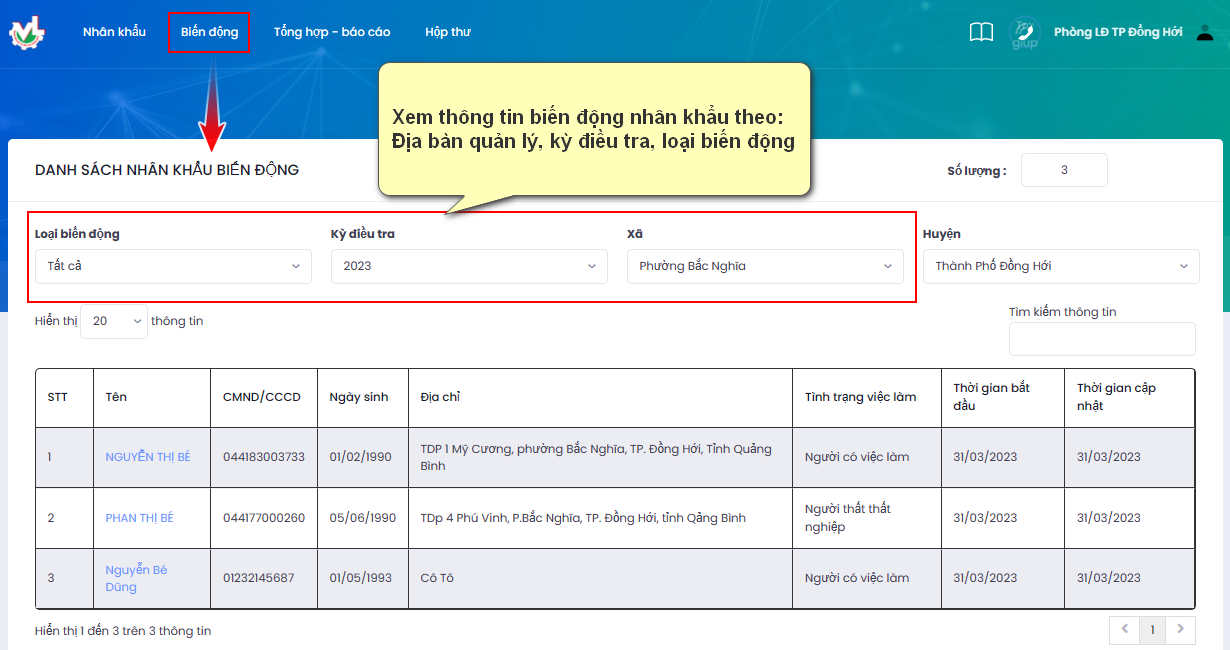 Nhân khẩu
Biến động
Tổng hợp - báo cáo
Hộp thư
giup
Phòng LĐ TP Đồng Hới
Xem thông tin biến động nhân khẩu theo:
Địa bàn quản lý, kỳ điều tra, loại biến động
DANH SÁCH NHÂN KHẨU BIẾN ĐỘNG
Số lượng :
3
Loại biến động
Kỳ điều tra
Xã
Huyện
Tất cả
2023
Phường Bắc Nghĩa
Thành Phố Đồng Hới
Hiển thị 20 thông tin
Tìm kiếm thông tin
STT
Tên
CMND/CCCD
Ngày sinh
Địa chỉ
Tình trạng việc làm
Thời gian bắt
đầu
Thời gian cập
nhật
1
NGUYỄN THỊ BÉ
044183003733
01/02/1990
TDP 1 Mỹ Cương, phường Bắc Nghĩa, TP. Đồng Hới, Tỉnh Quảng
Bình
Người có việc làm
31/03/2023
31/03/2023
2
PHAN THỊ BÉ
044177000260
05/06/1990
TDp 4 Phú Vinh, P.Bắc Nghĩa, TP. Đồng Hới, tỉnh Qảng Bình
Người thất thất
nghiệp
31/03/2023
31/03/2023
3
Nguyễn Bé
Dũng
01232145687
01/05/1993
Cô Tô
Người có việc làm
31/03/2023
31/03/2023
Hiển thị 1 đến 3 trên 3 thông tin
1